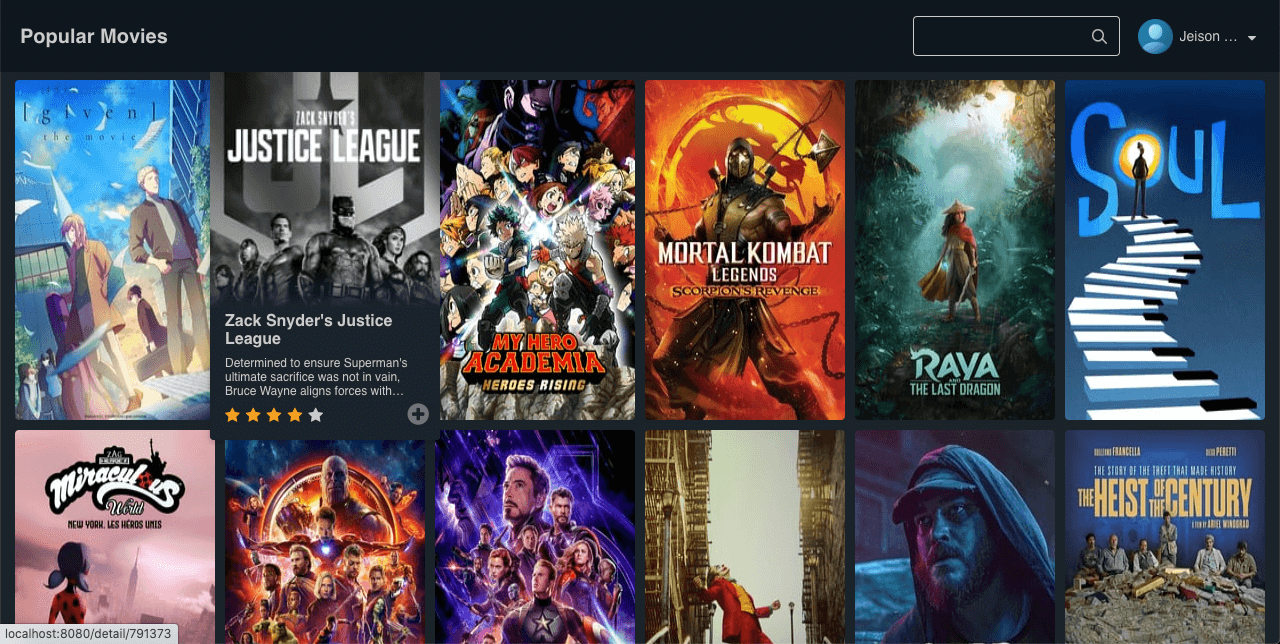 Popular Movies
Jeison ...
[given]
the movie
ZACK SNYDER'S
JUSTICE LEAGUE
Zack Snyder's Justice
League
Determined to ensure Superman's
ultimate sacrifice was not in vain,
Bruce Wayne aligns forces with…
MY HERO
ACADEMIA
HEROES RISING
MORTAL KOMBAT
LEGENDS
SCORPION'S REVENGE
RAYA
AND
THE LAST DRAGON
SOUL
ZAG
HEROEZ
MiRacuLOuS
World
NEW YORK, LES HÉROS UNIS
GUILLERMO FRANCELLA
DIEGO PERETTI
THE STORY OF THE THEFT THAT MADE HISTORY
THE HEIST OF THE CENTURY
A FILM BY ARIEL WINOGRAD
localhost:8080/detail/791373